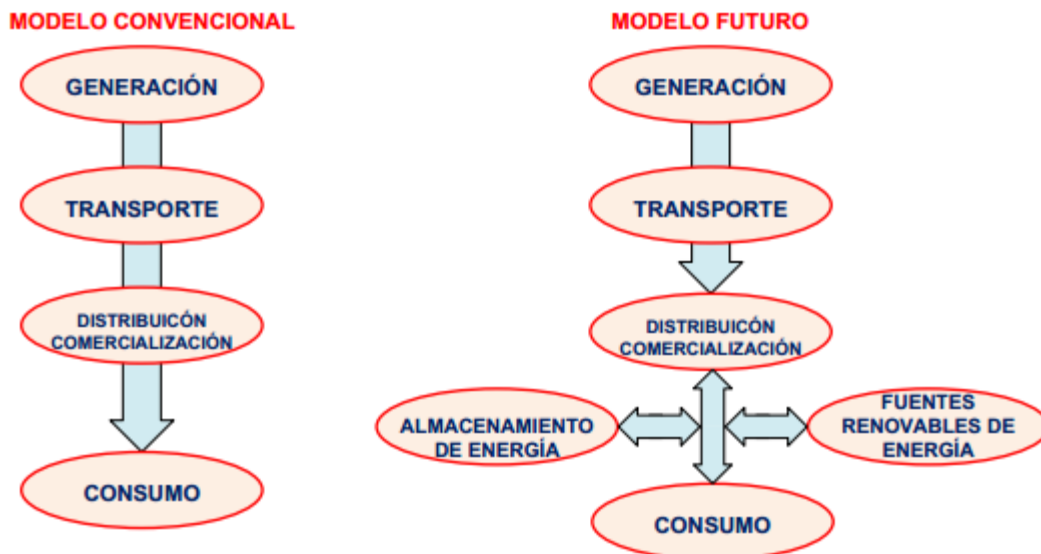 MODELO CONVENCIONAL
GENERACIÓN
TRANSPORTE
DISTRIBUICÓN
COMERCIALIZACIÓN
CONSUMO
MODELO FUTURO
GENERACIÓN
TRANSPORTE
DISTRIBUICÓN
COMERCIALIZACIÓN
ALMACENAMIENTO
DE ENERGÍA
FUENTES
RENOVABLES DE
ENERGÍA
CONSUMO